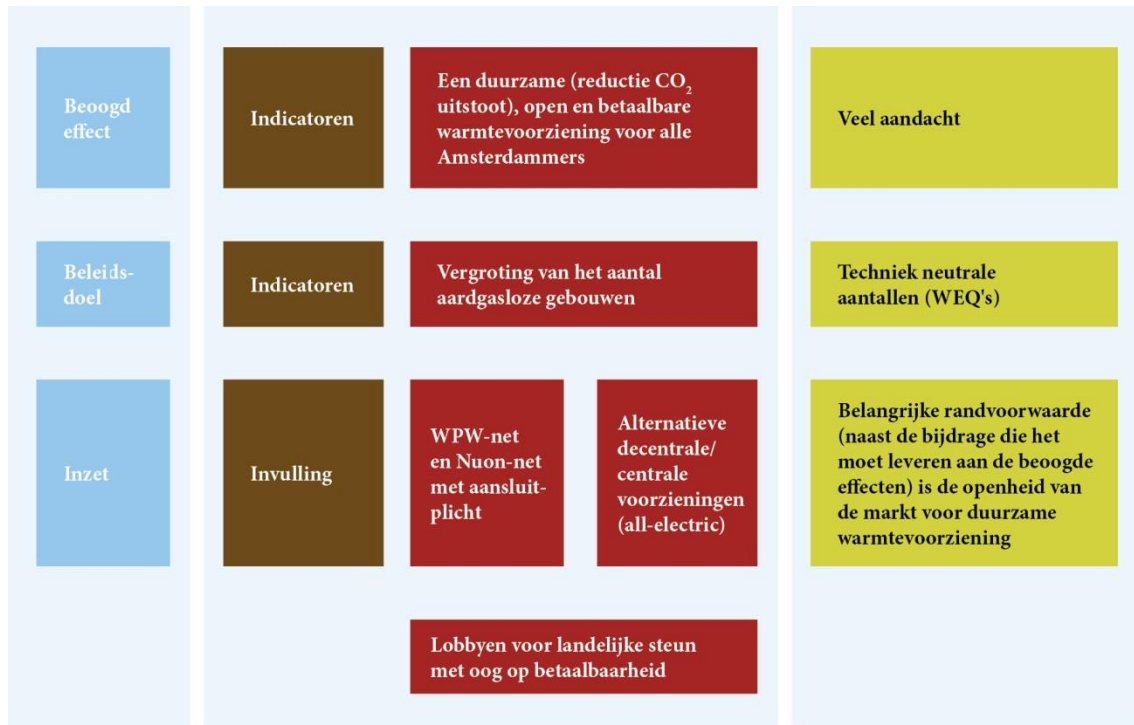 Beoogd
effect
Indicatoren
Een duurzame (reductie CO₂
uitstoot), open en betaalbare
warmtevoorziening voor alle
Amsterdammers
Veel aandacht
Beleids-
doel
Indicatoren
Vergroting van het aantal
aardgasloze gebouwen
Techniek neutrale
aantallen (WEQ's)
Inzet
Invulling
WPW-net
en Nuon-net
met aansluit-
plicht
Alternatieve
decentrale/
centrale
voorzieningen
(all-electric)
Belangrijke randvoorwaarde
(naast de bijdrage die het
moet leveren aan de beoogde
effecten) is de openheid van
de markt voor duurzame
warmtevoorziening
Lobbyen voor landelijke steun
met oog op betaalbaarheid